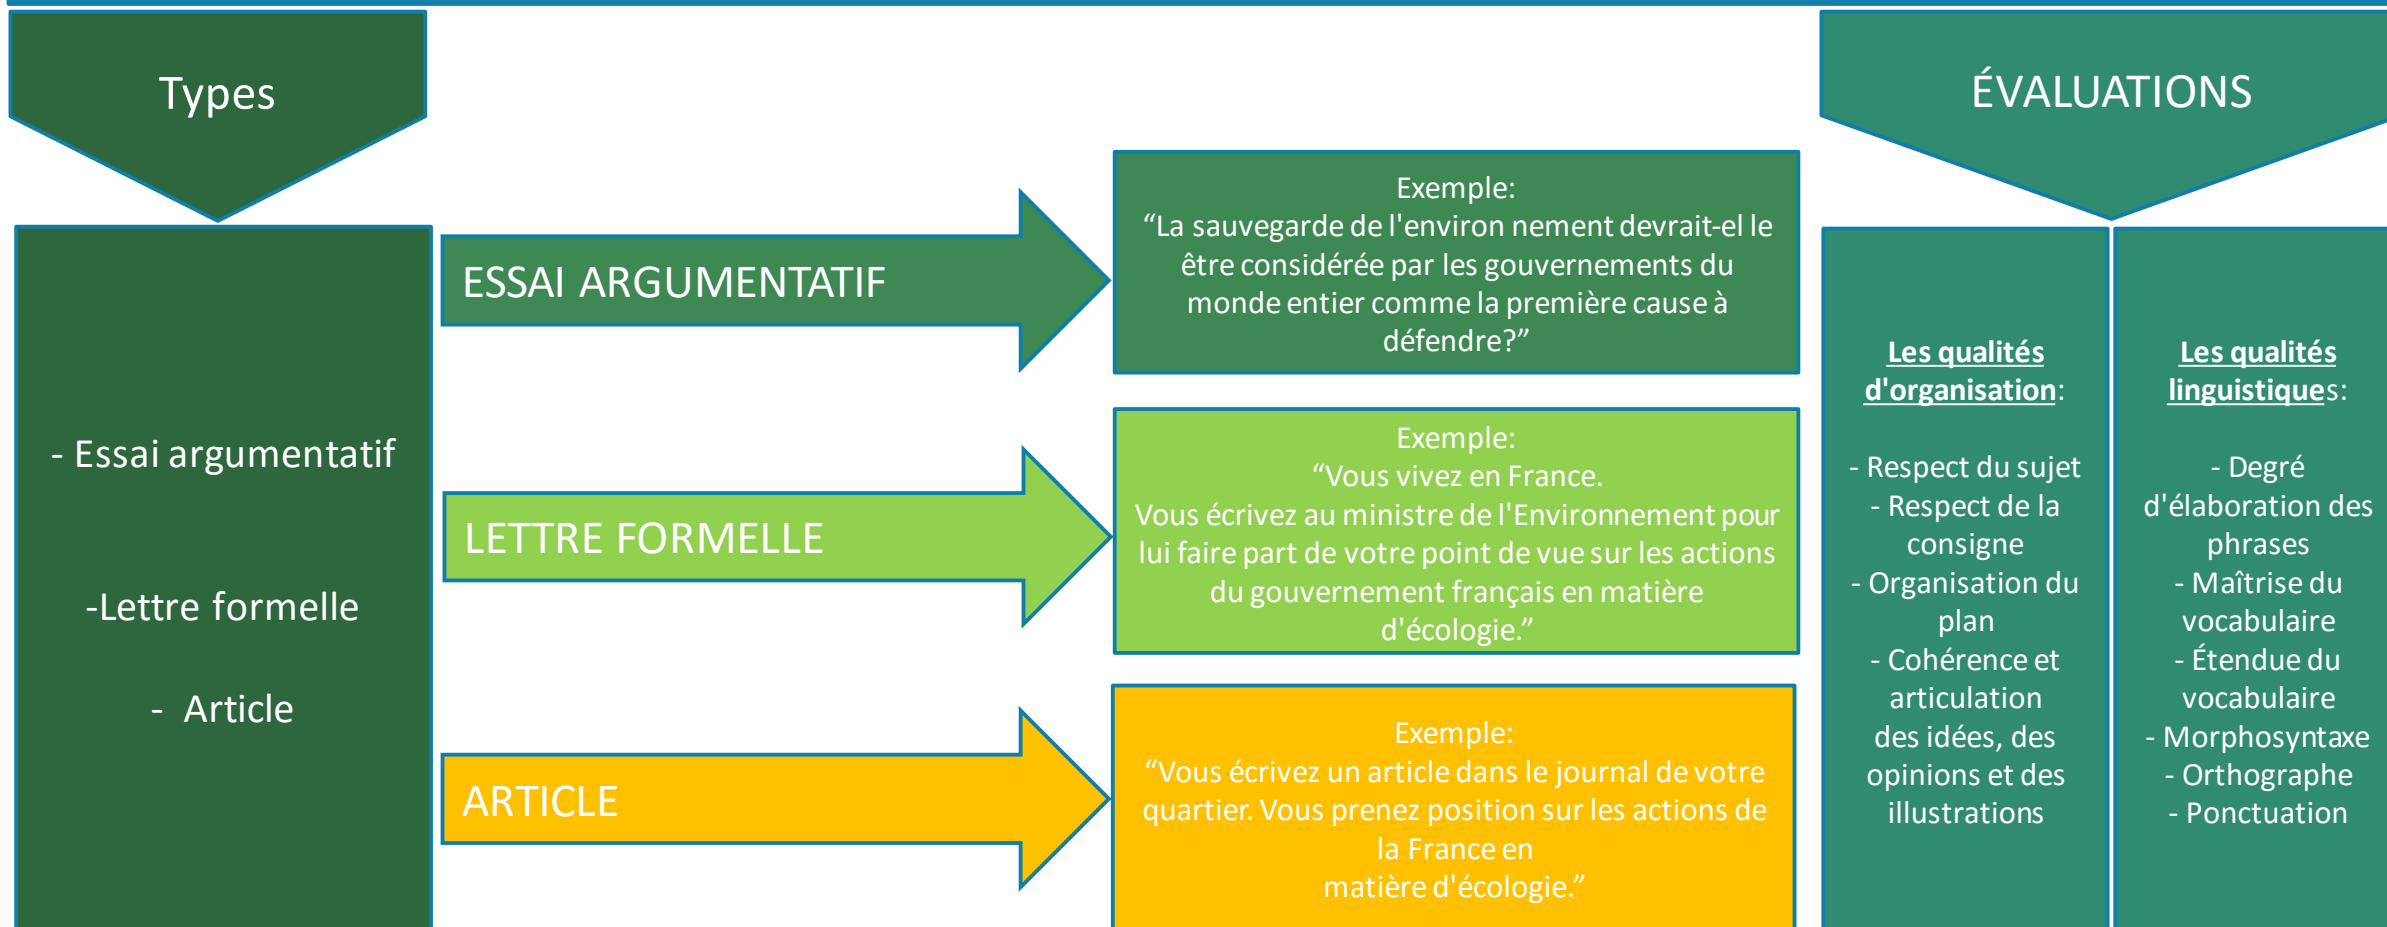 Types
- Essai argumentatif
-Lettre formelle
- Article
ESSAI ARGUMENTATIF
Exemple:
“La sauvegarde de l'environ nement devrait-el le
être considérée par les gouvernements du
monde entier comme la première cause à
défendre?”
LETTRE FORMELLE
Exemple:
“Vous vivez en France.
Vous écrivez au ministre de l'Environnement pour
lui faire part de votre point de vue sur les actions
du gouvernement français en matière
d'écologie.”
ARTICLE
Exemple:
“Vous écrivez un article dans le journal de votre
quartier. Vous prenez position sur les actions de
la France en
matière d'écologie.”
ÉVALUATIONS
Les qualités
d'organisation:
- Respect du sujet
- Respect de la
consigne
- Organisation du
plan
- Cohérence et
articulation
des idées, des
opinions et des
illustrations
Les qualités
linguistiques:
- Degré
d'élaboration des
phrases
- Maîtrise du
vocabulaire
- Étendue du
vocabulaire
- Morphosyntaxe
- Orthographe
- Ponctuation